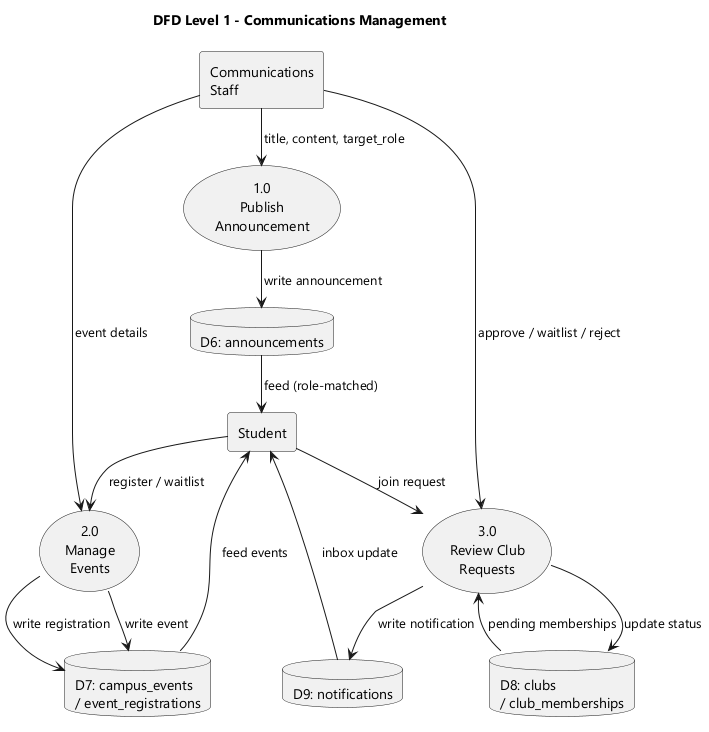 DFD Level 1 - Communications Management
Communications
Staff
title, content, target_role
1.0
Publish
Announcement
write announcement
event details
approve / waitlist / reject
D6: announcements
feed (role-matched)
Student
register / waitlist
join request
2.0
Manage
Events
feed events
inbox update
3.0
Review Club
Requests
write registration
write event
write notification
pending memberships
update status
D7: campus_events
/ event_registrations
D9: notifications
D8: clubs
/ club_memberships